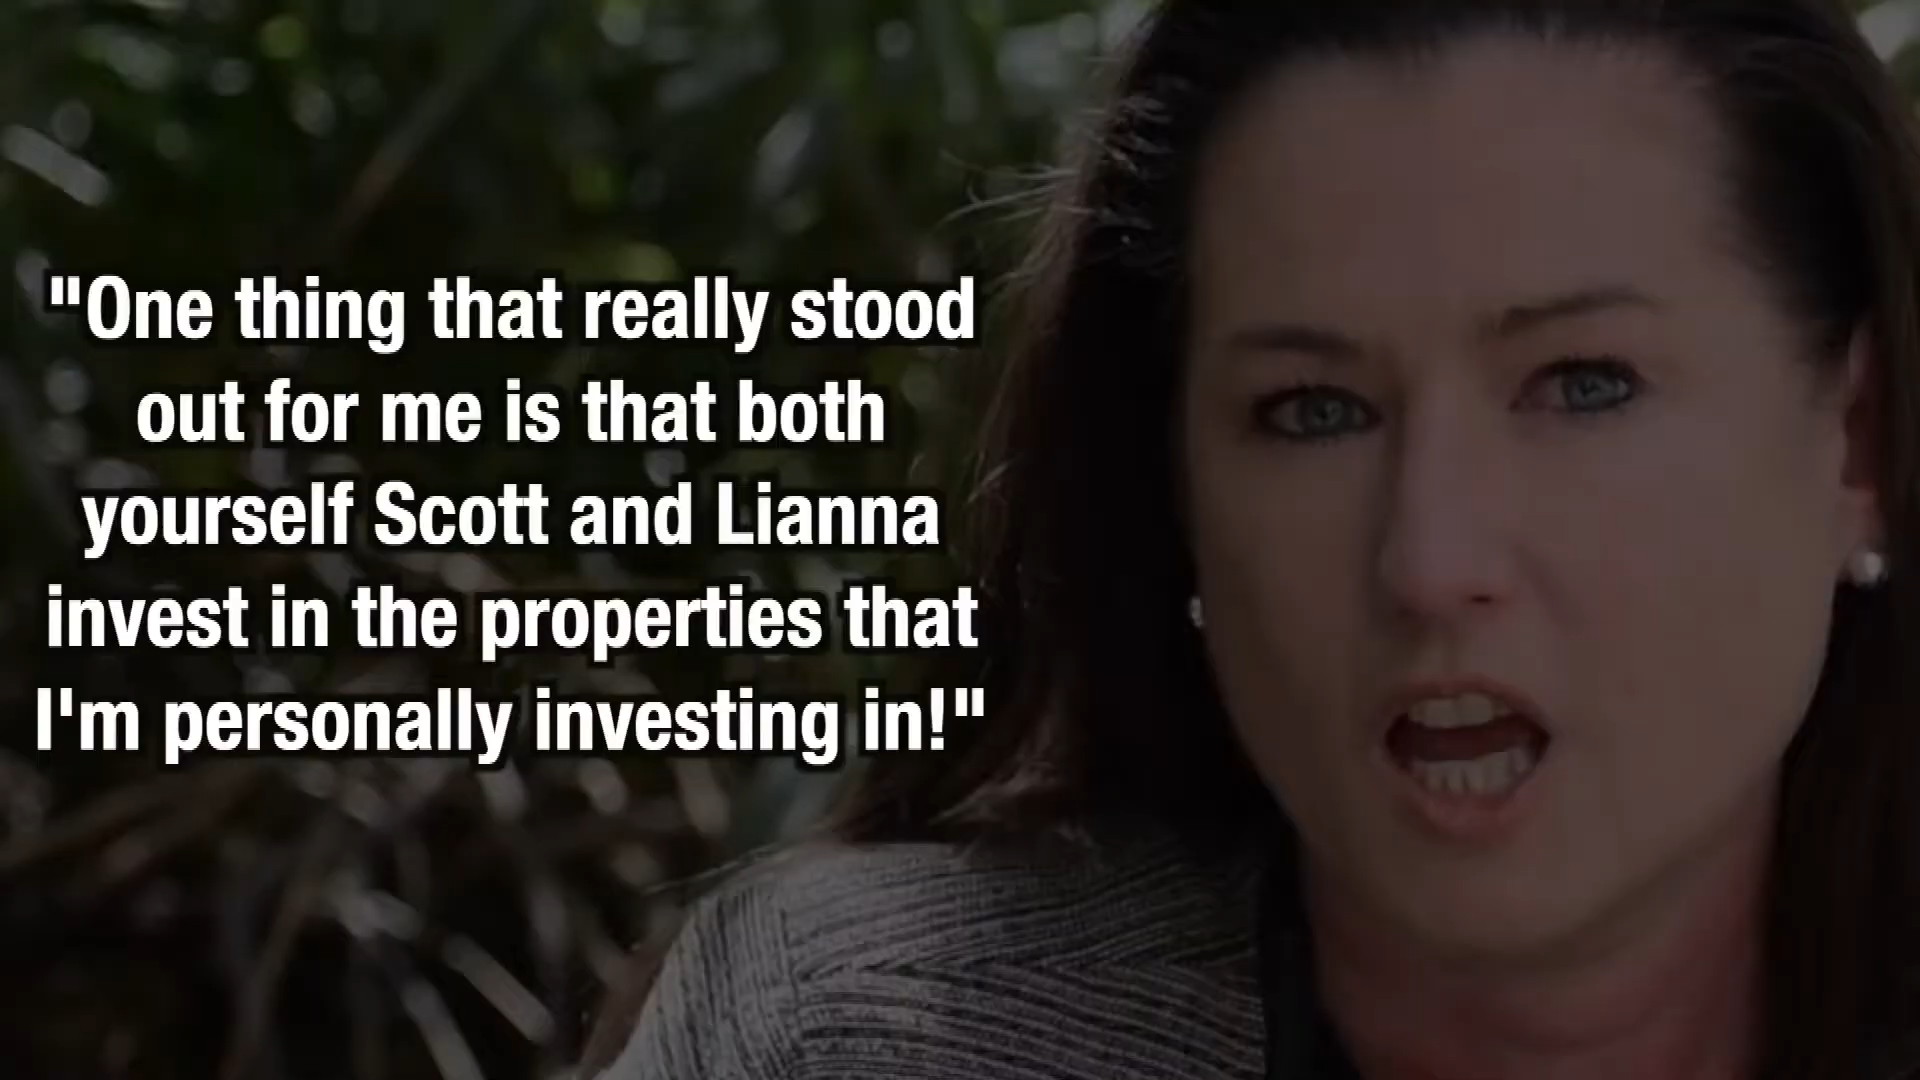 "One thing that really stood
out for me is that both
yourself Scott and Lianna
invest in the properties that
I'm personally investing in!"